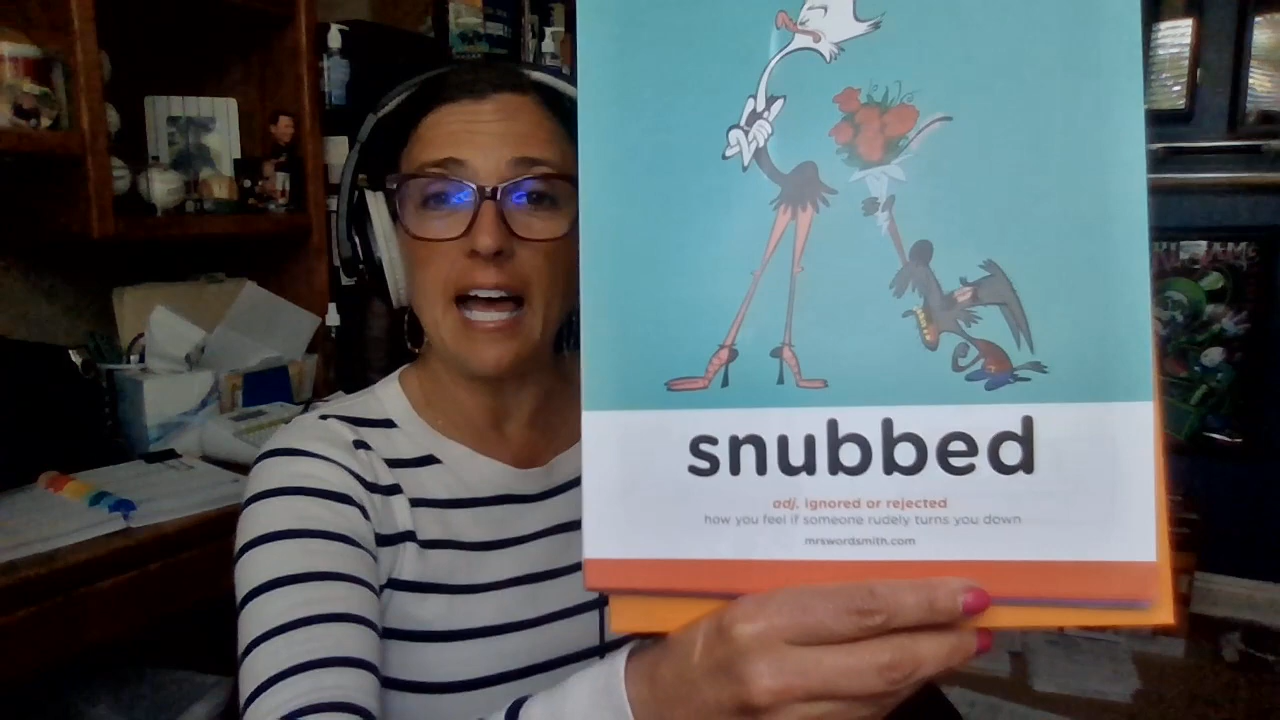 snubbed
adj. ignored or rejected
how you feel if someone rudely turns you down
mrswordsmith.com